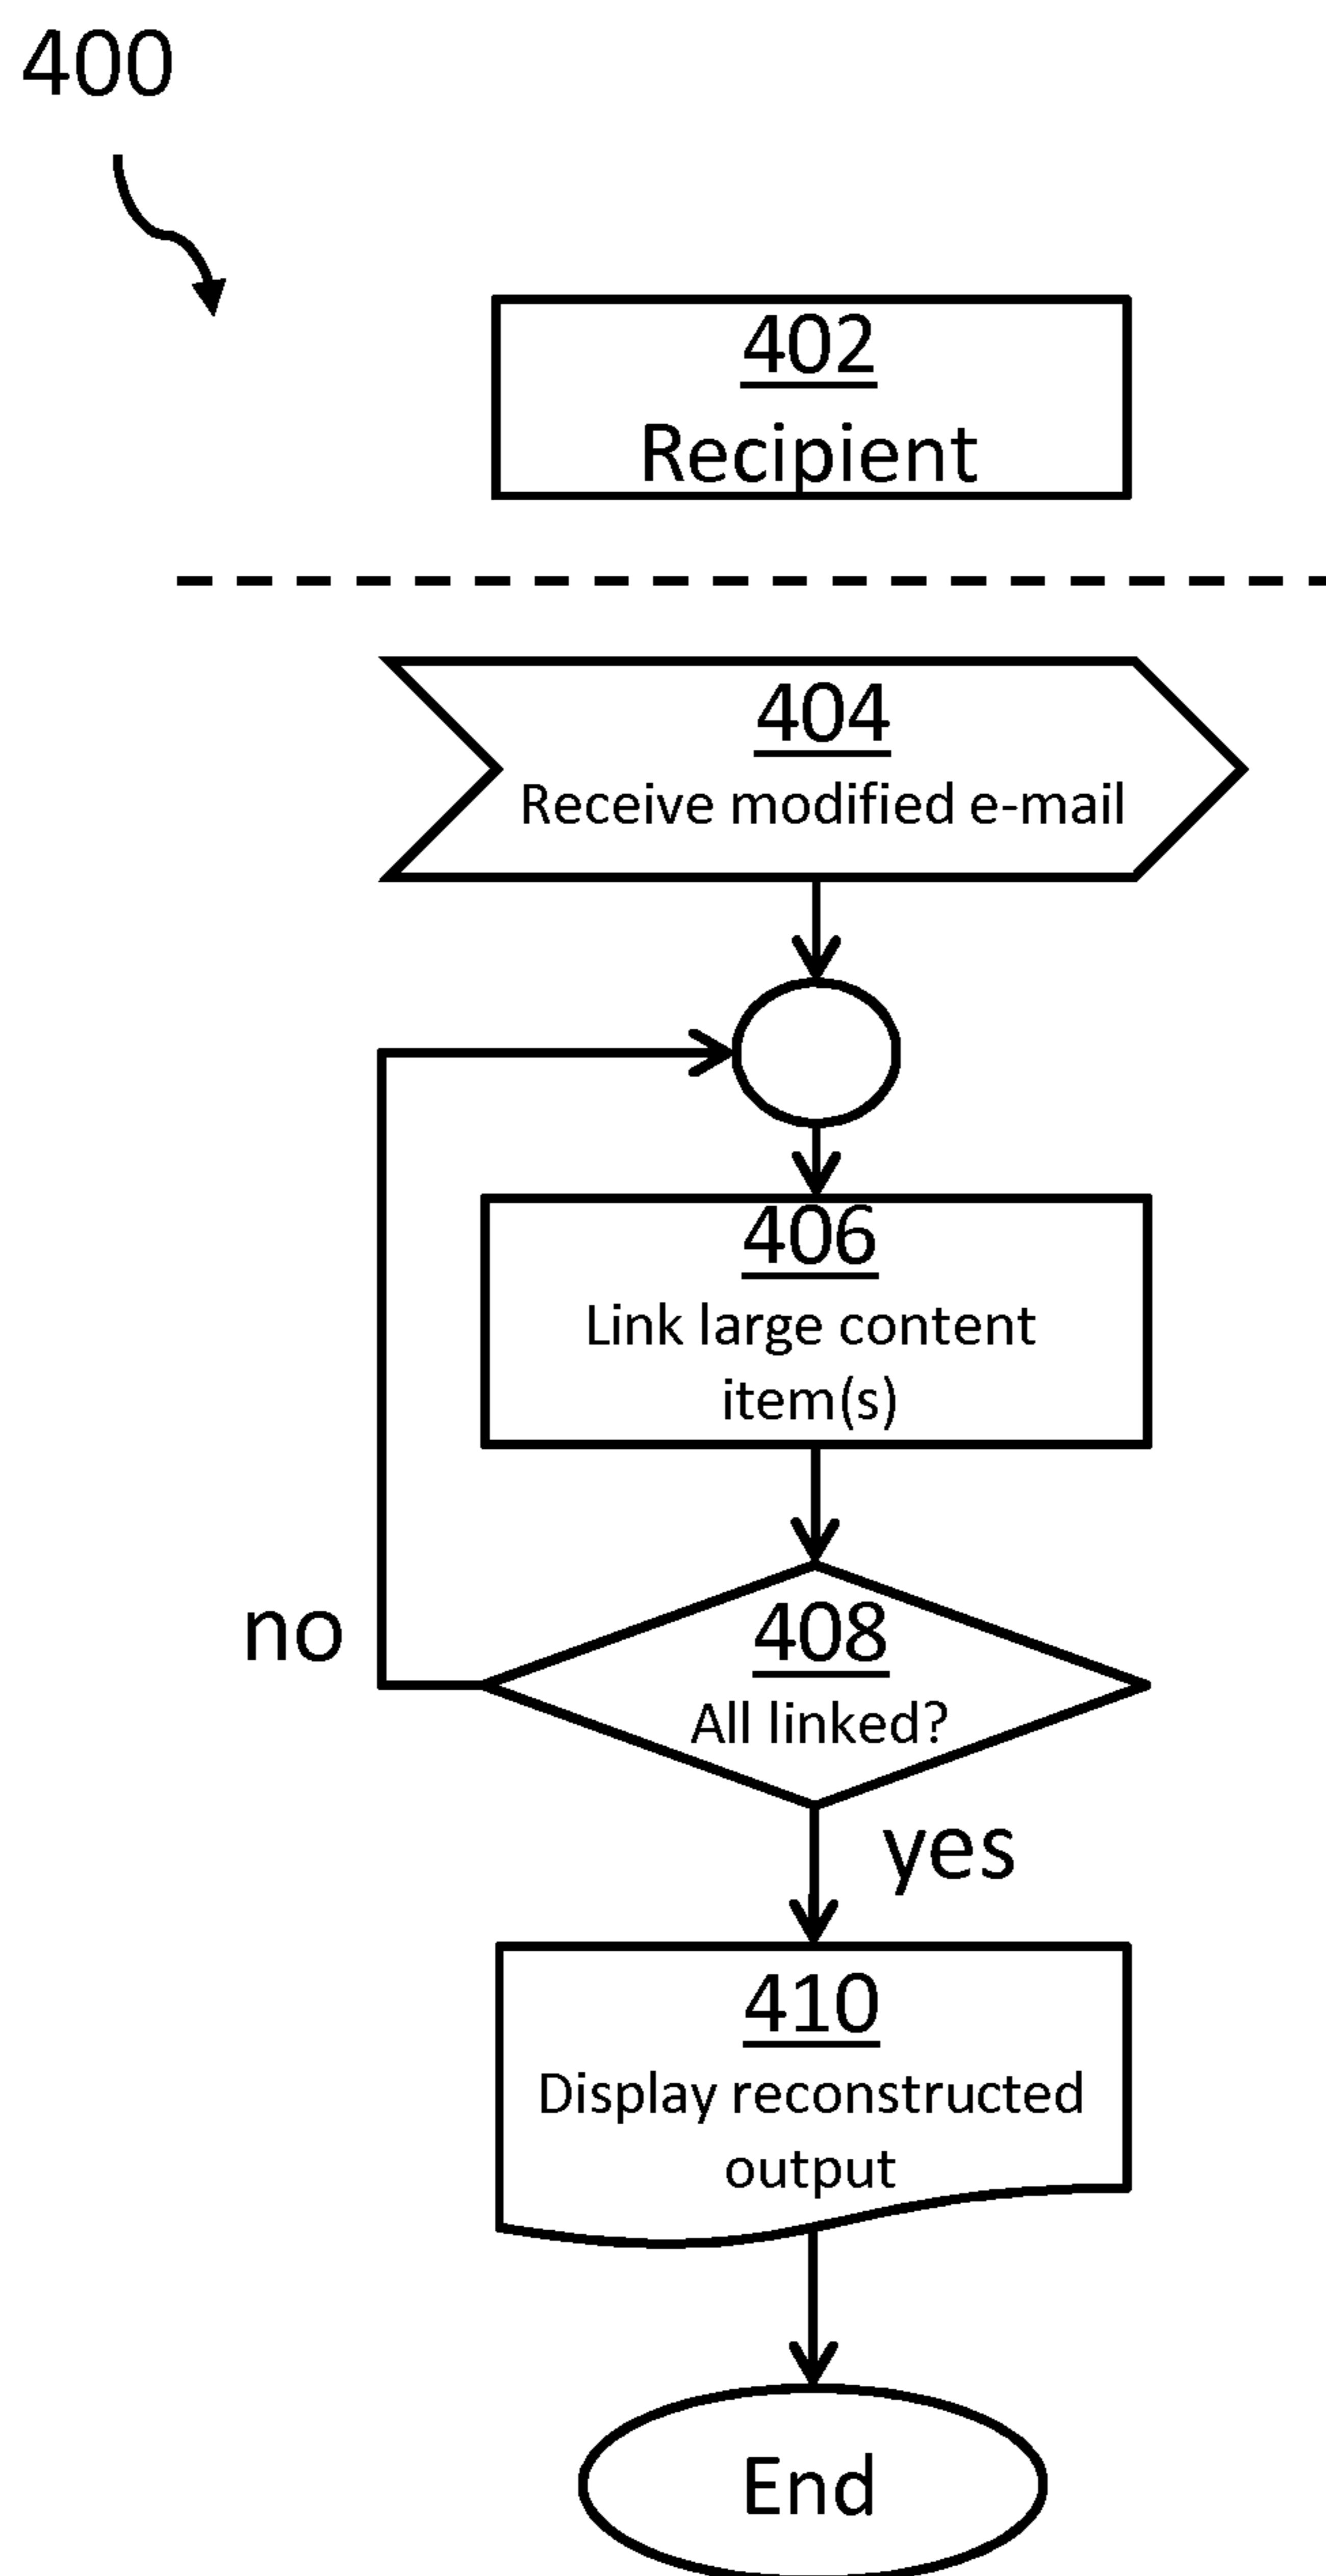 400
402
Recipient
404
Receive modified e-mail
406
Link large content
item(s)
no
408
All linked?
yes
410
Display reconstructed
output
End